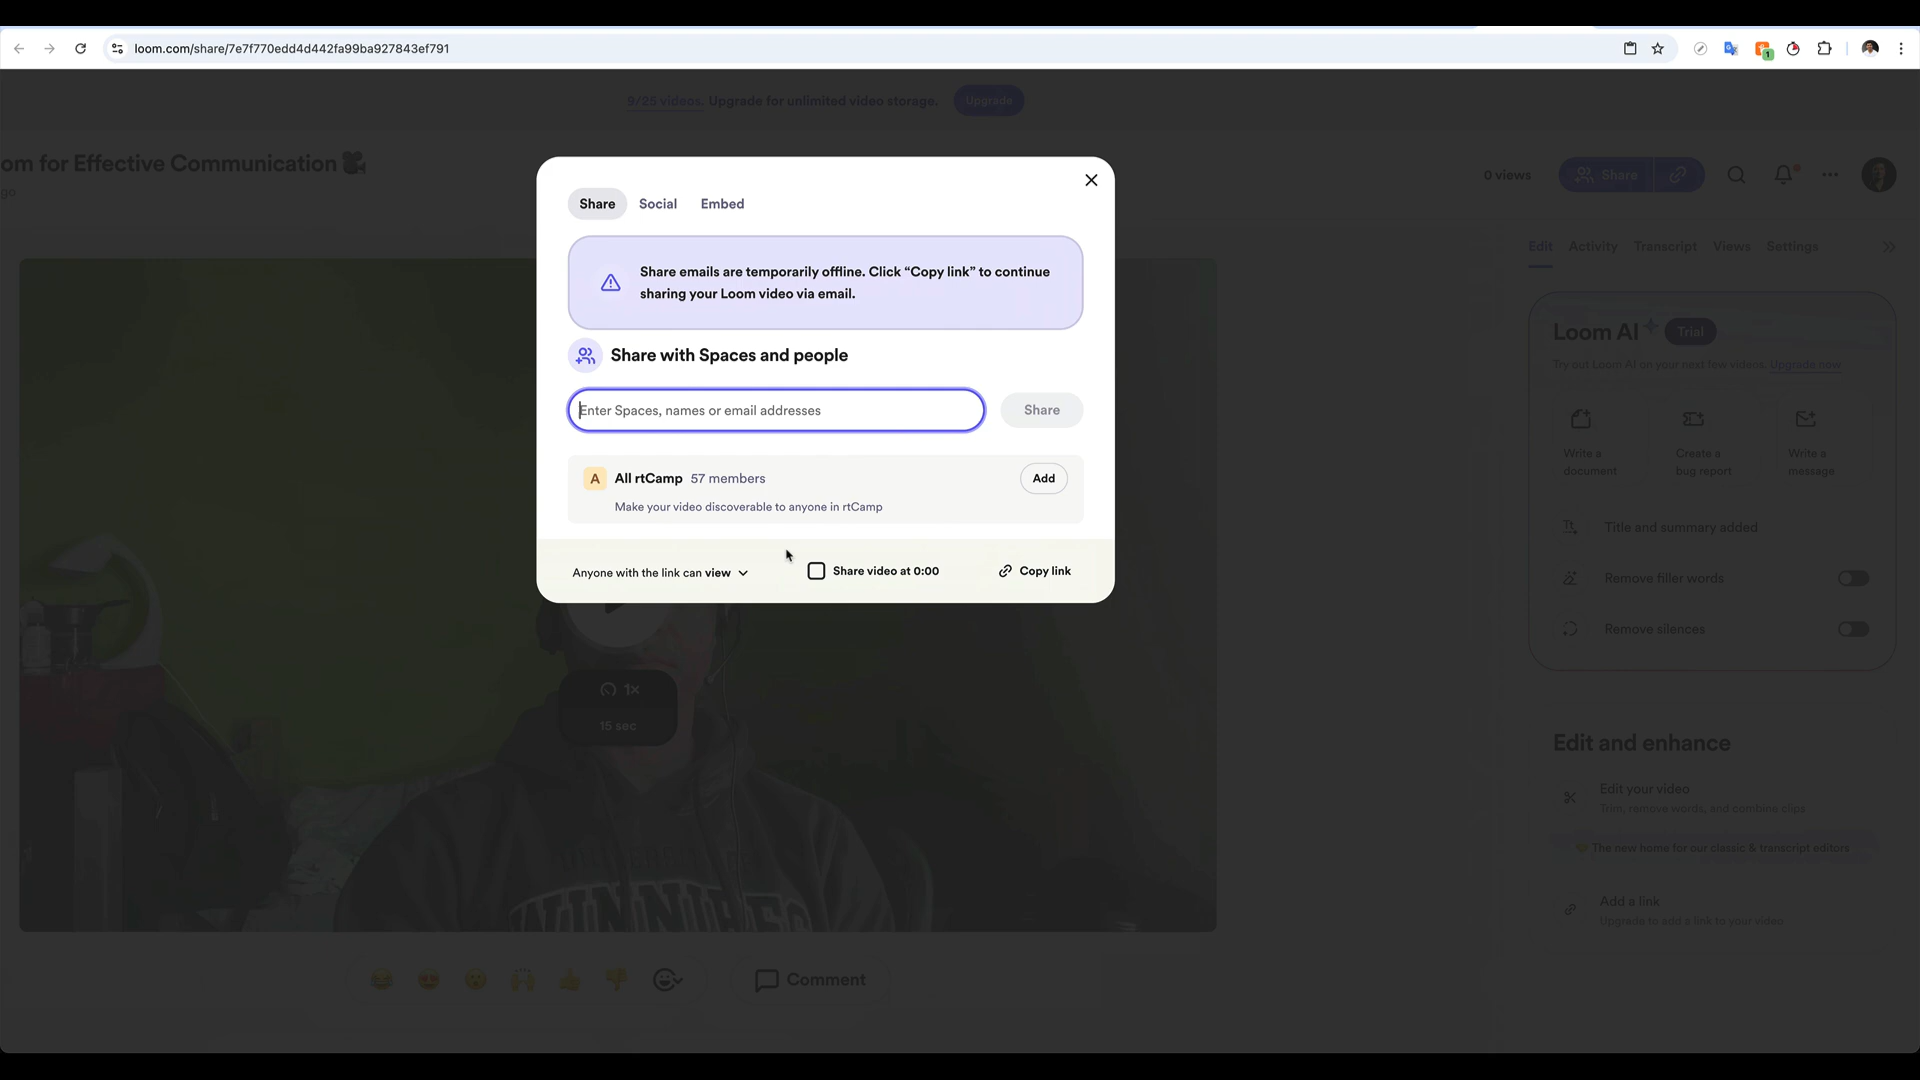 loom.com/share/7e7f770edd4d442fa99ba927843ef791
1
9/25 videos. Upgrade for unlimited video storage.
Upgrade
om for Effective Communication
go
0 views
Share
Share
Social
Embed
Share emails are temporarily offline. Click “Copy link” to continue
sharing your Loom video via email.
Share with Spaces and people
Enter Spaces, names or email addresses
Share
A
All rtCamp 57 members
Add
Make your video discoverable to anyone in rtCamp
Anyone with the link can view
Share video at 0:00
Copy link
1×
15 sec
Comment
Edit
Activity
Transcript
Views
Settings
Loom AI
Trial
Try out Loom AI on your next few videos. Upgrade now
Write a
document
Create a
bug report
Write a
message
Title and summary added
Remove filler words
Remove silences
Edit and enhance
Edit your video
Trim, remove words, and combine clips
The new home for our classic & transcript editors
Add a link
Upgrade to add a link to your video